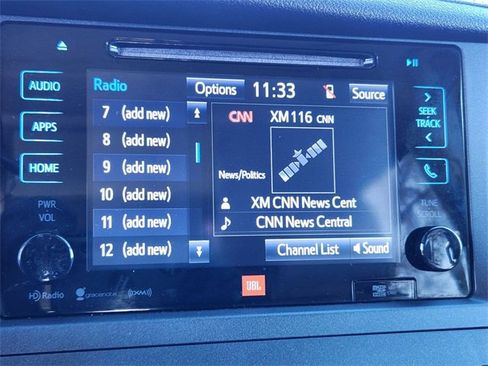 AUDIO
APPS
HOME
PWR
VOL
Radio
Options
11:33
Source
7 (add new)
8 (add new)
9 (add new)
10 (add new)
11 (add new)
12 (add new)
CNN
XM116 CNN
News/Politics
XM CNN News Cent
CNN News Central
Channel List
Sound
SEEK
TRACK
TUNE
SCROLL
HD Radio
gracenote
((XM))
JBL